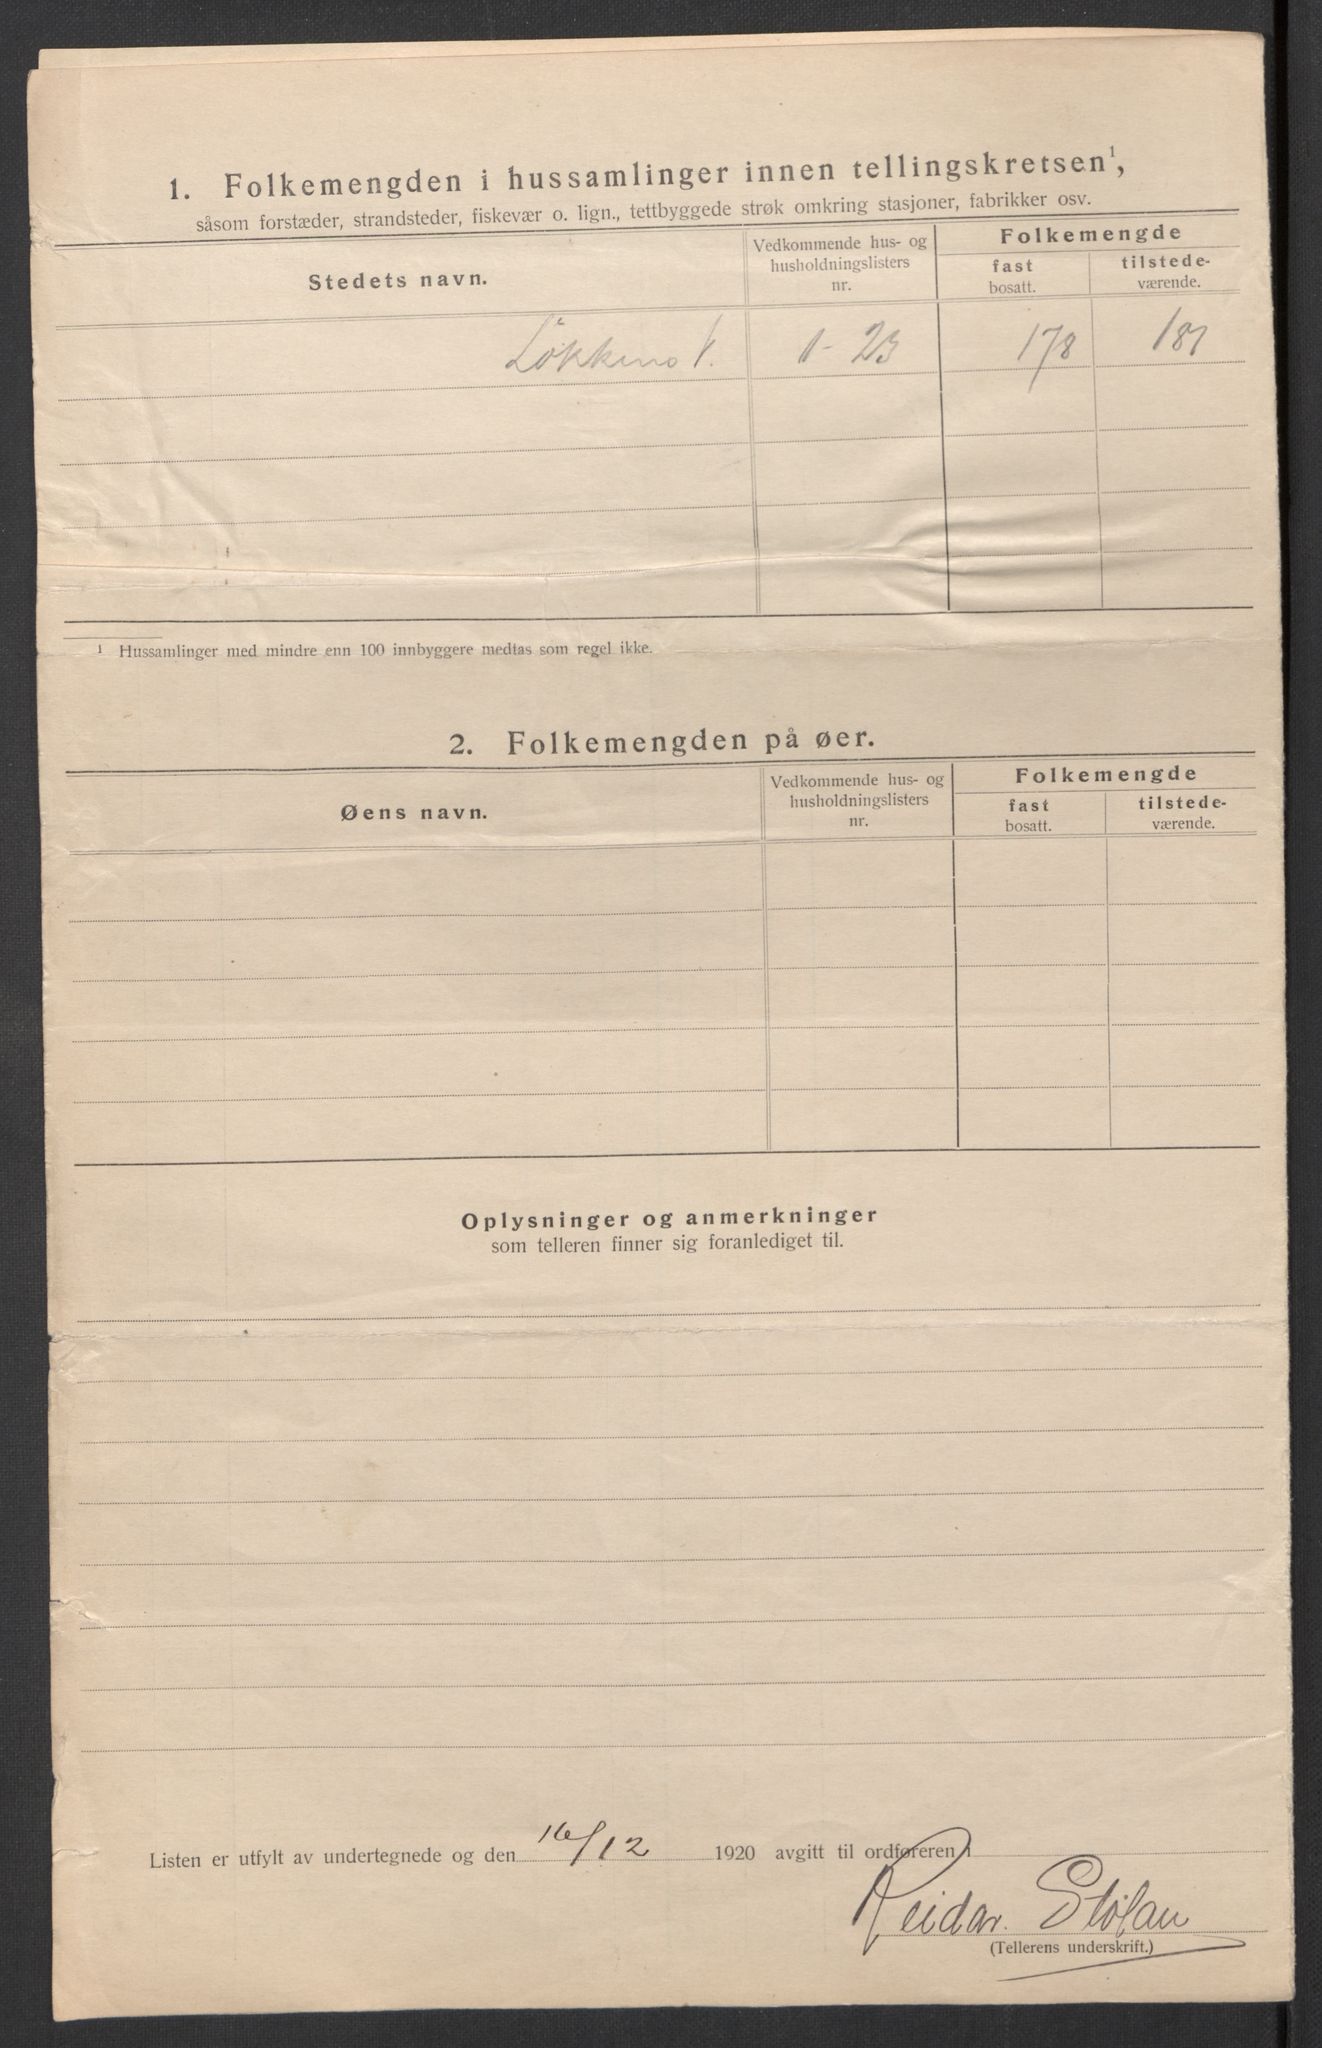 1. Folkemengden i hussamlinger innen tellingskretsen¹,
såsom forstæder, strandsteder, fiskevær o. lign., tettbyggede strøk omkring stasjoner, fabrikker osv.
Stedets navn.
Vedkommende hus- og
husholdningslisters
nr.
Folkemengde
fast
bosatt.
tilstede-
værende.
1-23 178 181
¹ Hussamlinger med mindre enn 100 innbyggere medtas som regel ikke.
2. Folkemengden på øer.
Øens navn.
Vedkommende hus- og
husholdningslisters
nr.
Folkemengde
fast
bosatt.
tilstede-
værende.
Oplysninger og anmerkninger
som telleren finner sig foranlediget til.
Listen er utfylt av undertegnede og den 16/12 1920 avgitt til ordføreren i
Reidar Stølan
(Tellerens underskrift.)